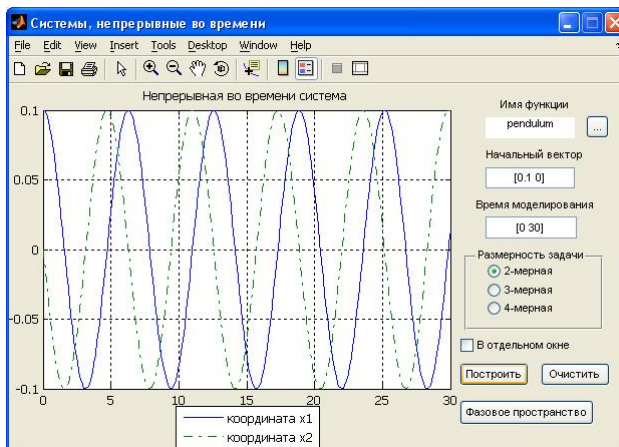 Системы, непрерывные во времени
File Edit View Insert Tools Desktop Window Help
Непрерывная во времени система
0.1
0.05
0
-0.05
-0.1
0 5 10 15 20 25 30
координата x1
координата x2
Имя функции
pendulum
...
Начальный вектор
[0.1 0]
Время моделирования
[0 30]
Размерность задачи
2-мерная
3-мерная
4-мерная
В отдельном окне
Построить Очистить
Фазовое пространство